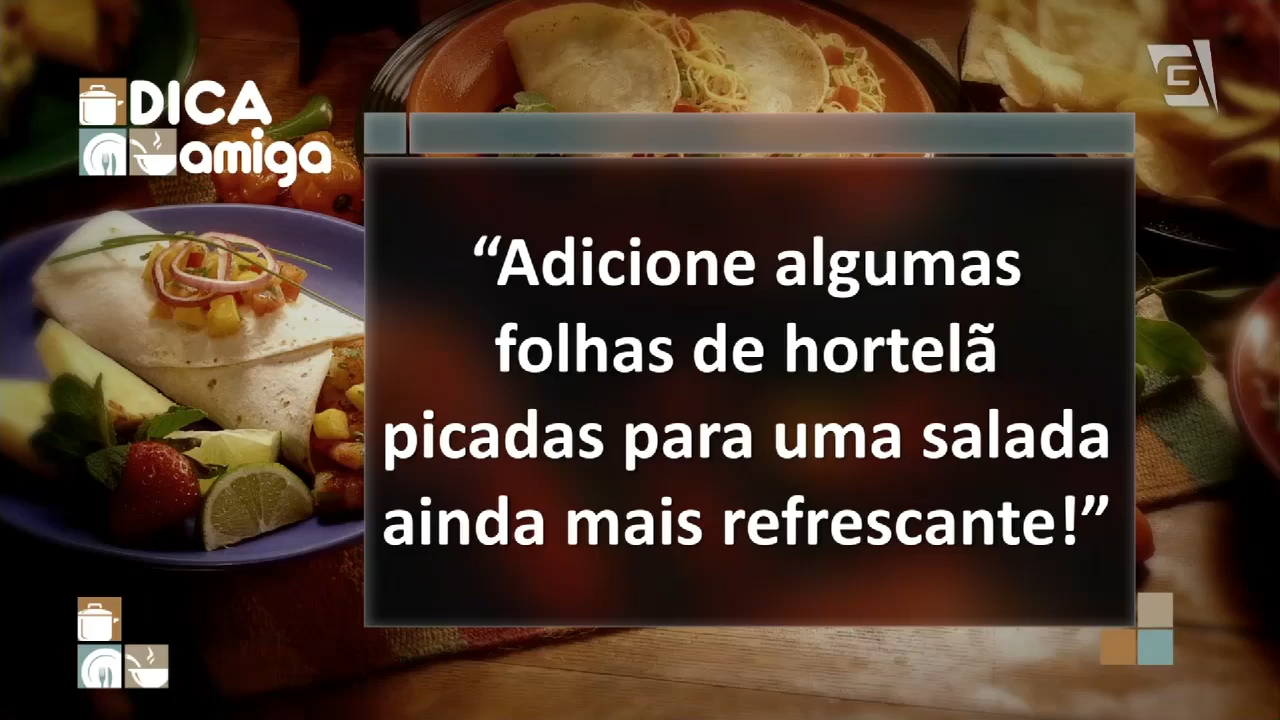 DICA
amiga
G
“Adicione algumas
folhas de hortelã
picadas para uma salada
ainda mais refrescante!”